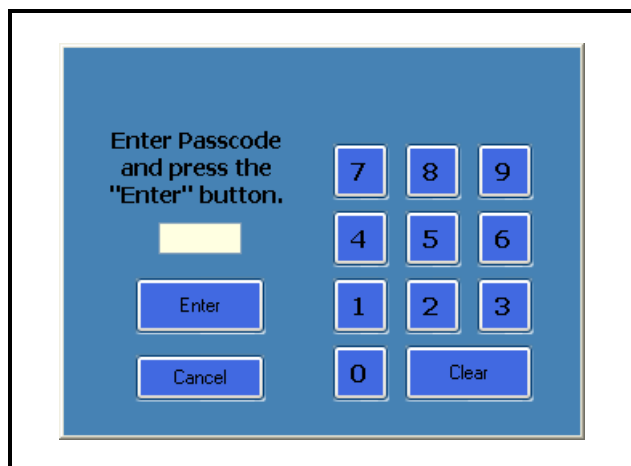 Enter Passcode
and press the
"Enter" button.
7 8 9
4 5 6
Enter
1 2 3
Cancel
0 Clear